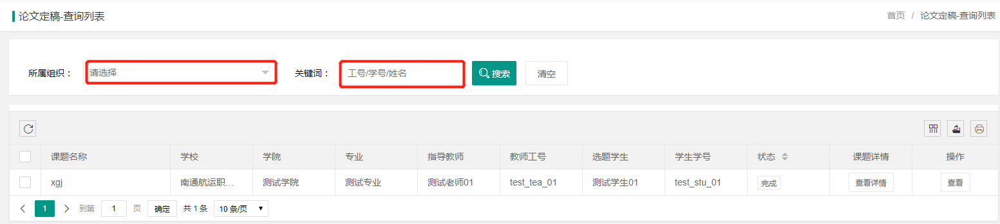 论文定稿-查询列表
首页 / 论文定稿-查询列表
所属组织： 请选择 关键词： 工号/学号/姓名 搜索 清空
课题名称 学校 学院 专业 指导教师 教师工号 选题学生 学生学号 状态 课题详情 操作
xgj 南通航运职... 测试学院 测试专业 测试老师01 test_tea_01 测试学生01 test_stu_01 完成 查看详情 查看
1 到第 1 页 确定 共 1 条 10 条/页